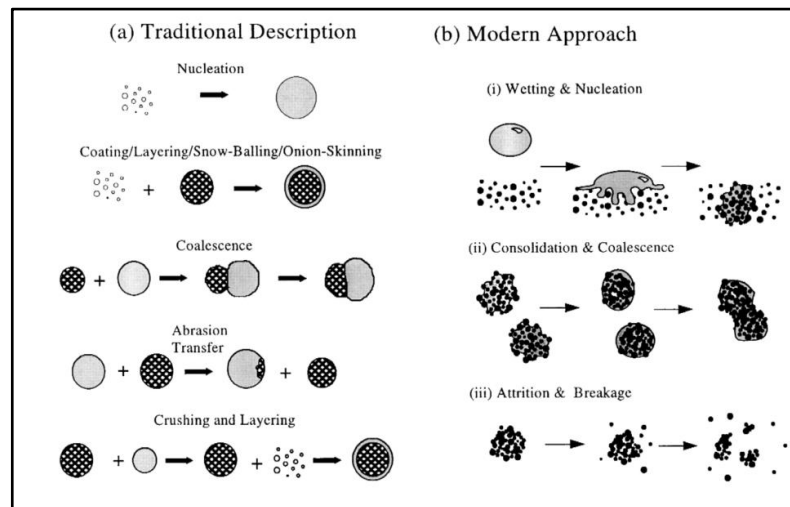 (a) Traditional Description
Nucleation
Coating/Layering/Snow-Balling/Onion-Skinning
+
Coalescence
+
Abrasion
Transfer
+ +
Crushing and Layering
+ +
(b) Modern Approach
(i) Wetting & Nucleation
(ii) Consolidation & Coalescence
(iii) Attrition & Breakage